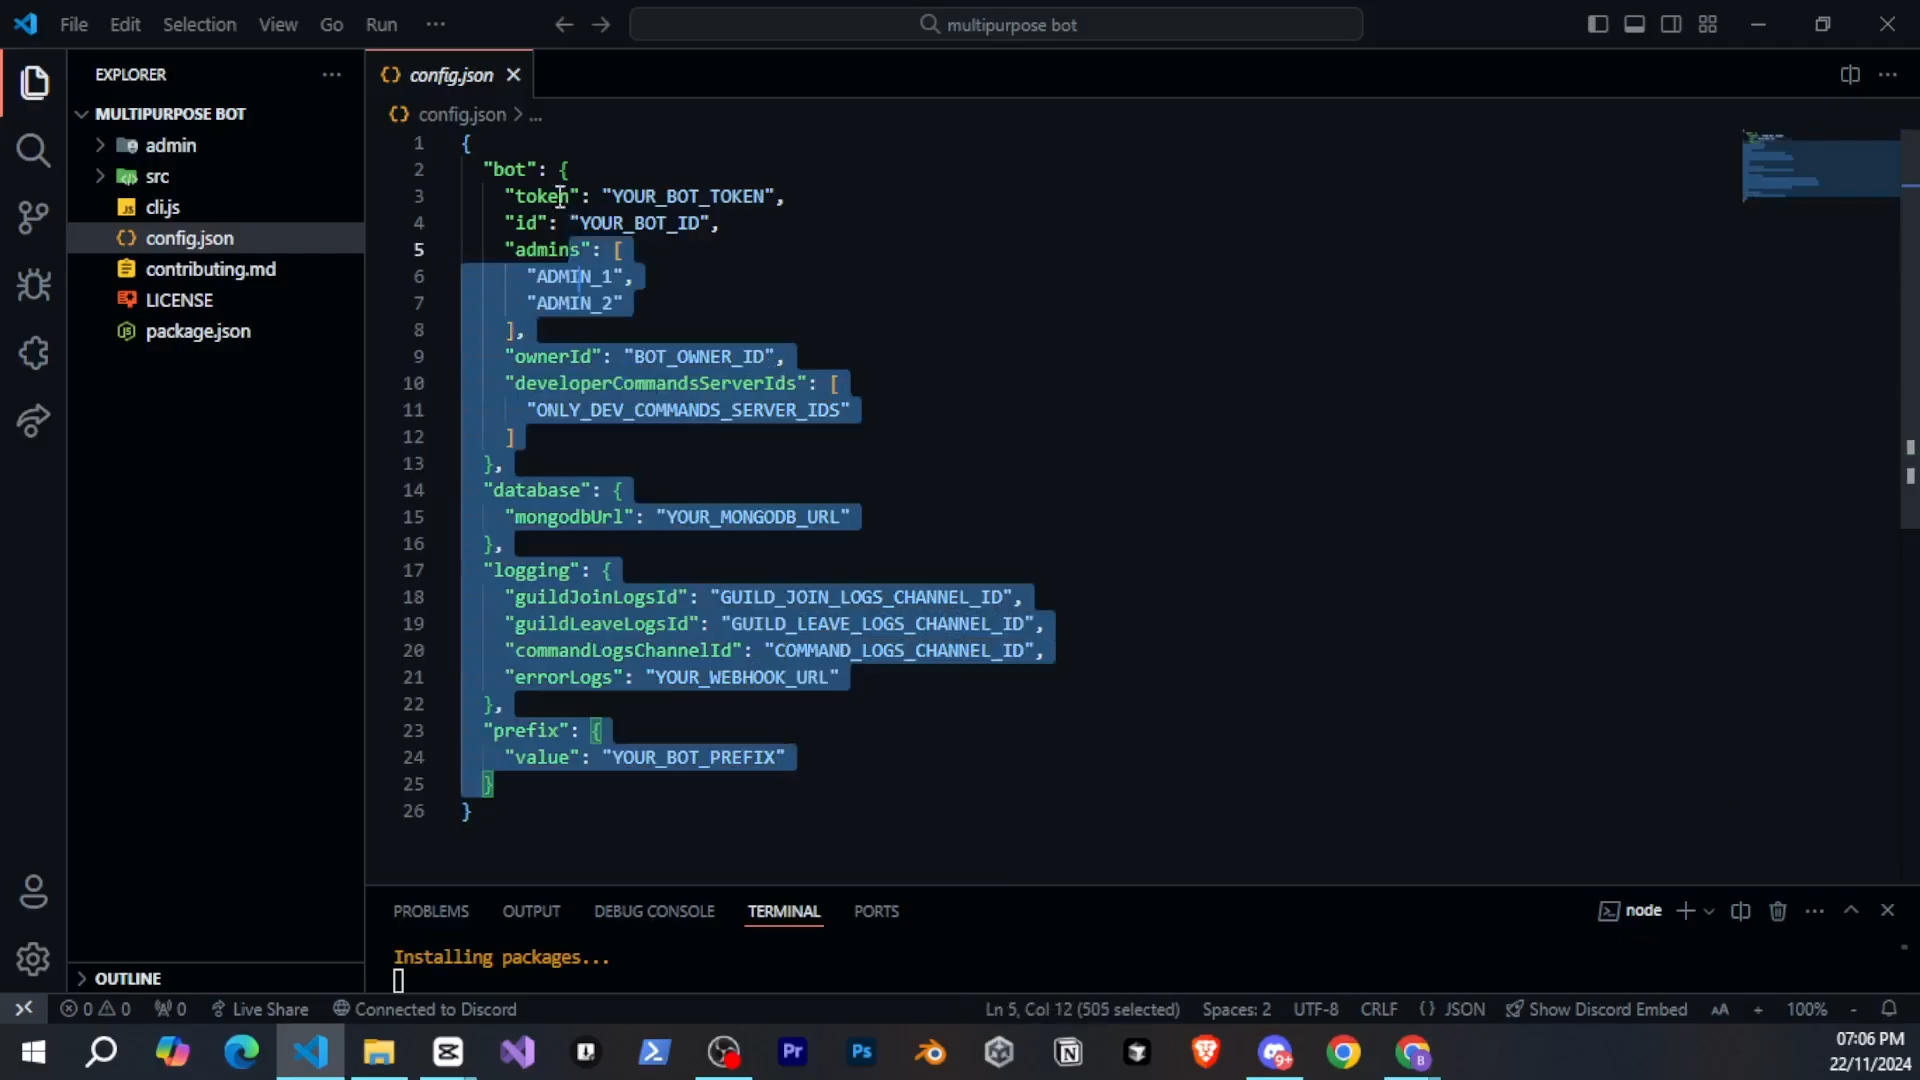 File Edit Selection View Go Run ···
multipurpose bot
EXPLORER
config.json
MULTIPURPOSE BOT
admin
src
cli.js
config.json
contributing.md
LICENSE
package.json
OUTLINE
config.json > ...
1 {
2 "bot": {
3 "token": "YOUR_BOT_TOKEN",
4 "id": "YOUR_BOT_ID",
5 "admins": [
6 "ADMIN_1",
7 "ADMIN_2"
8 ],
9 "ownerId": "BOT_OWNER_ID",
10 "developerCommandsServerIds": [
11 "ONLY_DEV_COMMANDS_SERVER_IDS"
12 ]
13 },
14 "database": {
15 "mongodbUrl": "YOUR_MONGODB_URL"
16 },
17 "logging": {
18 "guildJoinLogsId": "GUILD_JOIN_LOGS_CHANNEL_ID",
19 "guildLeaveLogsId": "GUILD_LEAVE_LOGS_CHANNEL_ID",
20 "commandLogsChannelId": "COMMAND_LOGS_CHANNEL_ID",
21 "errorLogs": "YOUR_WEBHOOK_URL"
22 },
23 "prefix": {
24 "value": "YOUR_BOT_PREFIX"
25 }
26 }
PROBLEMS OUTPUT DEBUG CONSOLE TERMINAL PORTS
node
Installing packages...
0 0 0 Live Share Connected to Discord
Ln 5, Col 12 (505 selected) Spaces: 2 UTF-8 CRLF {} JSON Show Discord Embed AA + 100% -
Pr Ps 9+ B
07:06 PM
22/11/2024